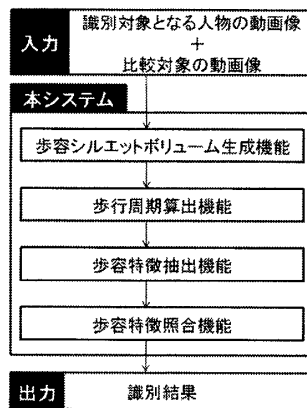 入力
識別対象となる人物の動画像
+
比較対象の動画像
本システム
歩容シルエットボリューム生成機能
歩行周期算出機能
歩容特徴抽出機能
歩容特徴照合機能
出力
識別結果